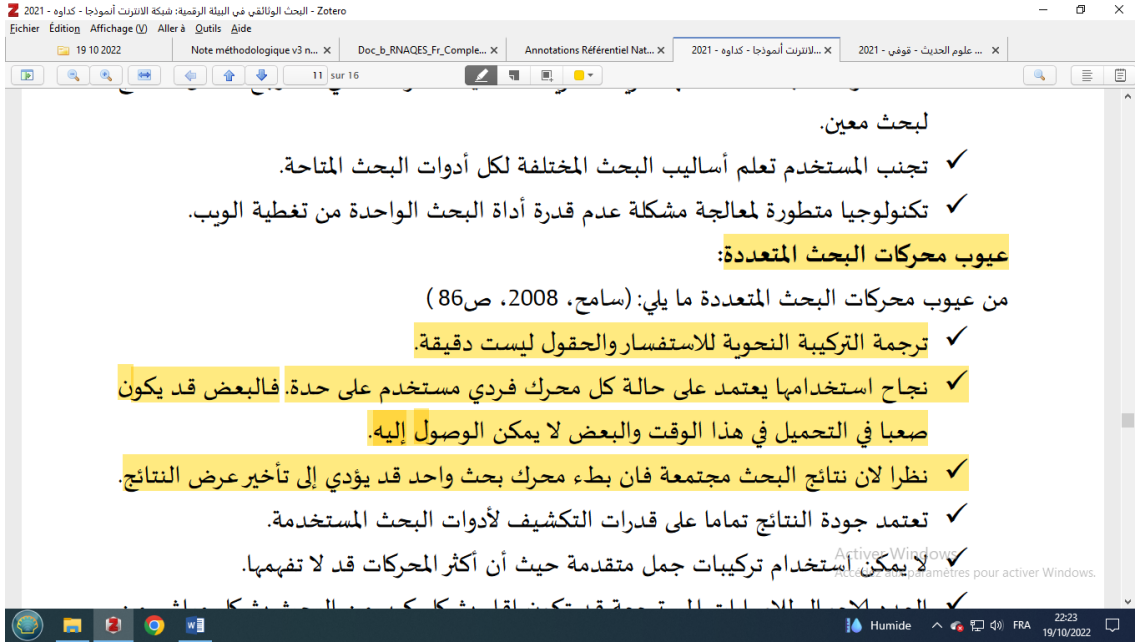 البحث الوثائقي في البيئة الرقمية: شبكة الانترنت أنموذجا - كداوه - 2021 - Zotero
Fichier Édition Affichage (V) Aller à Outils Aide
19 10 2022
Note méthodologique v3 n...
Doc_b_RNAQES_Fr_Comple...
Annotations Référentiel Nat...
...لانترنت أنموذجا - كداوه - 2021
... علوم الحديث - قوفي - 2021
11 sur 16
لبحث معين.
✓ تجنب المستخدم تعلم أساليب البحث المختلفة لكل أدوات البحث المتاحة.
✓ تكنولوجيا متطورة لمعالجة مشكلة عدم قدرة أداة البحث الواحدة من تغطية الويب.
عيوب محركات البحث المتعددة:
من عيوب محركات البحث المتعددة ما يلي: (سامح، 2008، ص86)
✓ ترجمة التركيبة النحوية للاستفسار والحقول ليست دقيقة.
✓ نجاح استخدامها يعتمد على حالة كل محرك فردي مستخدم على حدة. فالبعض قد يكون
صعبا في التحميل في هذا الوقت والبعض لا يمكن الوصول إليه.
✓ نظرا لان نتائج البحث مجتمعة فان بطء محرك بحث واحد قد يؤدي إلى تأخير عرض النتائج.
✓ تعتمد جودة النتائج تماما على قدرات التكشيف لأدوات البحث المستخدمة.
✓ لا يمكن استخدام تركيبات جمل متقدمة حيث أن أكثر المحركات قد لا تفهمها.
Activer Windows
Accédez aux paramètres pour activer Windows.
Humide
FRA
22:23
19/10/2022